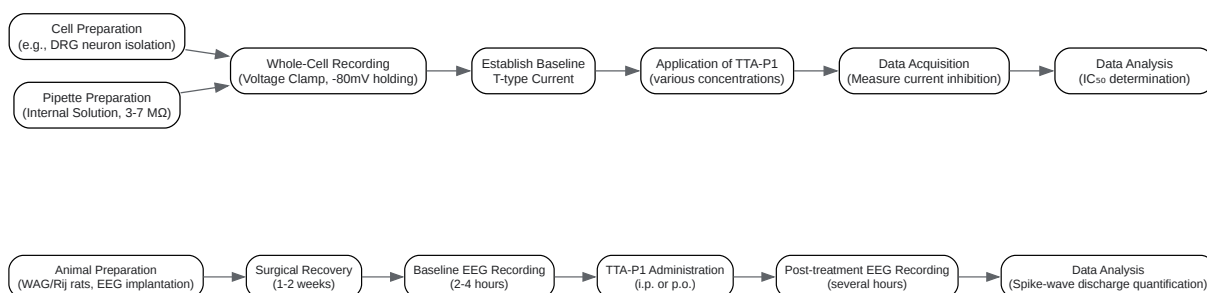 Cell Preparation
(e.g., DRG neuron isolation)
Pipette Preparation
(Internal Solution, 3-7 MΩ)
Whole-Cell Recording
(Voltage Clamp, -80mV holding)
Establish Baseline
T-type Current
Application of TTA-P1
(various concentrations)
Data Acquisition
(Measure current inhibition)
Data Analysis
(IC₅₀ determination)
Animal Preparation
(WAG/Rij rats, EEG implantation)
Surgical Recovery
(1-2 weeks)
Baseline EEG Recording
(2-4 hours)
TTA-P1 Administration
(i.p. or p.o.)
Post-treatment EEG Recording
(several hours)
Data Analysis
(Spike-wave discharge quantification)